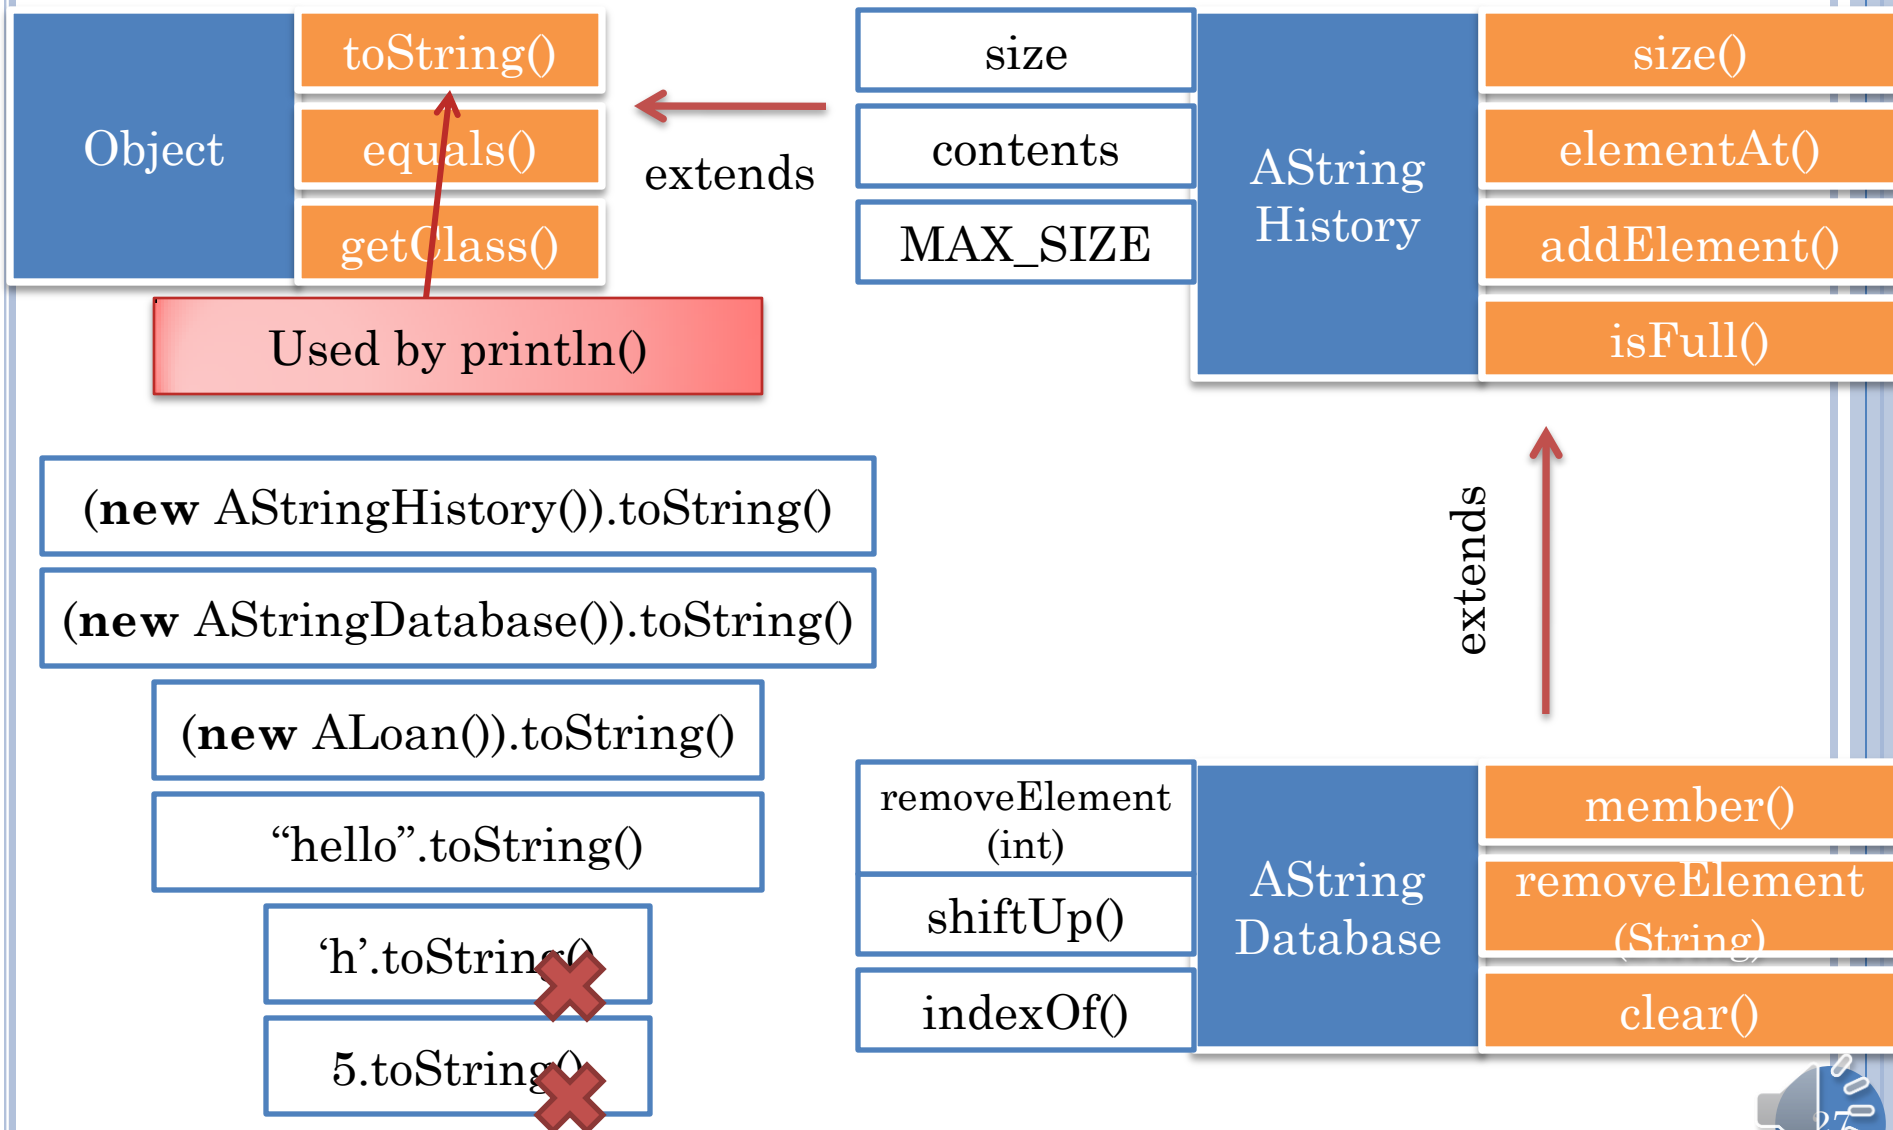 Object
toString()
equals()
getClass()
Used by println()
extends
size
contents
MAX_SIZE
AString
History
size()
elementAt()
addElement()
isFull()
extends
(new AStringHistory()).toString()
(new AStringDatabase()).toString()
(new ALoan()).toString()
“hello”.toString()
‘h’.toString()
5.toString()
removeElement
(int)
shiftUp()
indexOf()
AString
Database
member()
removeElement
(String)
clear()
27